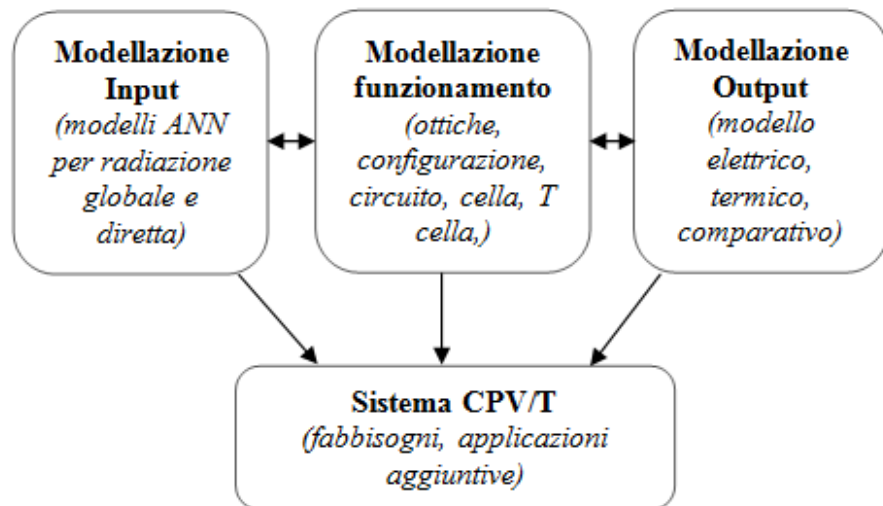 Modellazione
Input
(modelli ANN
per radiazione
globale e
diretta)
Modellazione
funzionamento
(ottiche,
configurazione,
circuito, cella, T
cella,)
Modellazione
Output
(modello
elettrico,
termico,
comparativo)
Sistema CPV/T
(fabbisogni, applicazioni
aggiuntive)